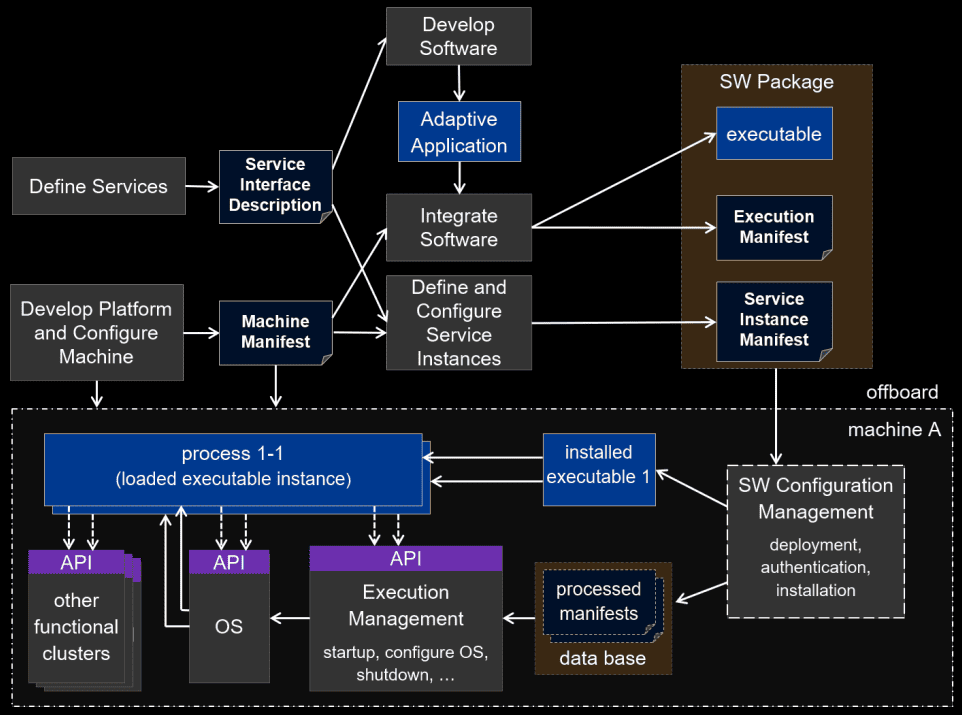 Develop
Software
SW Package
Adaptive
Application
executable
Define Services
Service
Interface
Description
Integrate
Software
Execution
Manifest
Develop Platform
and Configure
Machine
Machine
Manifest
Define and
Configure
Service
Instances
Service
Instance
Manifest
offboard
machine A
process 1-1
(loaded executable instance)
installed
executable 1
SW Configuration
Management
deployment,
authentication,
installation
API
other
functional
clusters
API
OS
API
Execution
Management
startup, configure OS,
shutdown, …
processed
manifests
data base